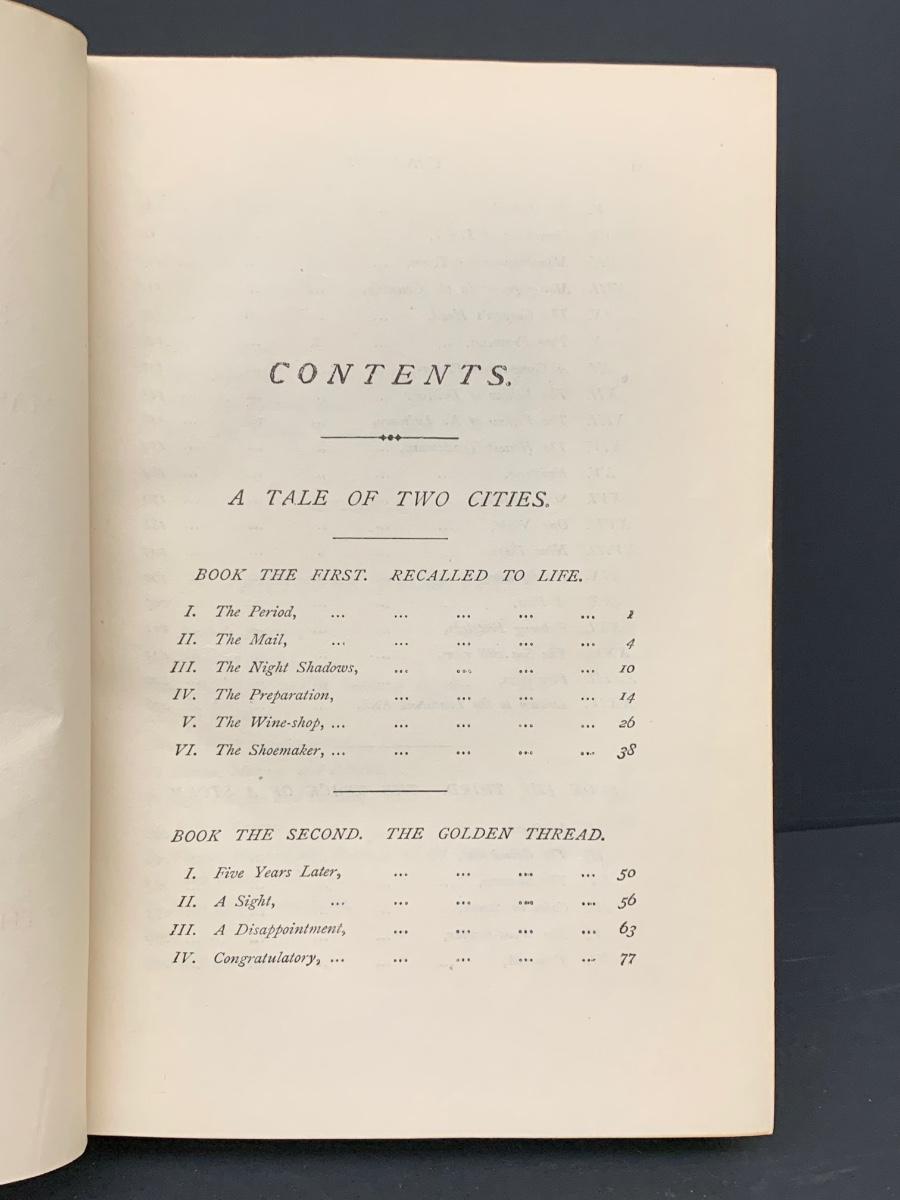 CONTENTS.
A TALE OF TWO CITIES.
BOOK THE FIRST. RECALLED TO LIFE.
I. The Period, ... ... ... ... ... 1
II. The Mail, ... ... ... ... ... 4
III. The Night Shadows, ... ... ... ... 10
IV. The Preparation, ... ... ... ... 14
V. The Wine-shop, ... ... ... ... ... 26
VI. The Shoemaker, ... ... ... ... ... 38
BOOK THE SECOND. THE GOLDEN THREAD.
I. Five Years Later, ... ... ... ... 50
II. A Sight, ... ... ... ... ... 56
III. A Disappointment, ... ... ... ... 63
IV. Congratulatory, ... ... ... ... ... 77